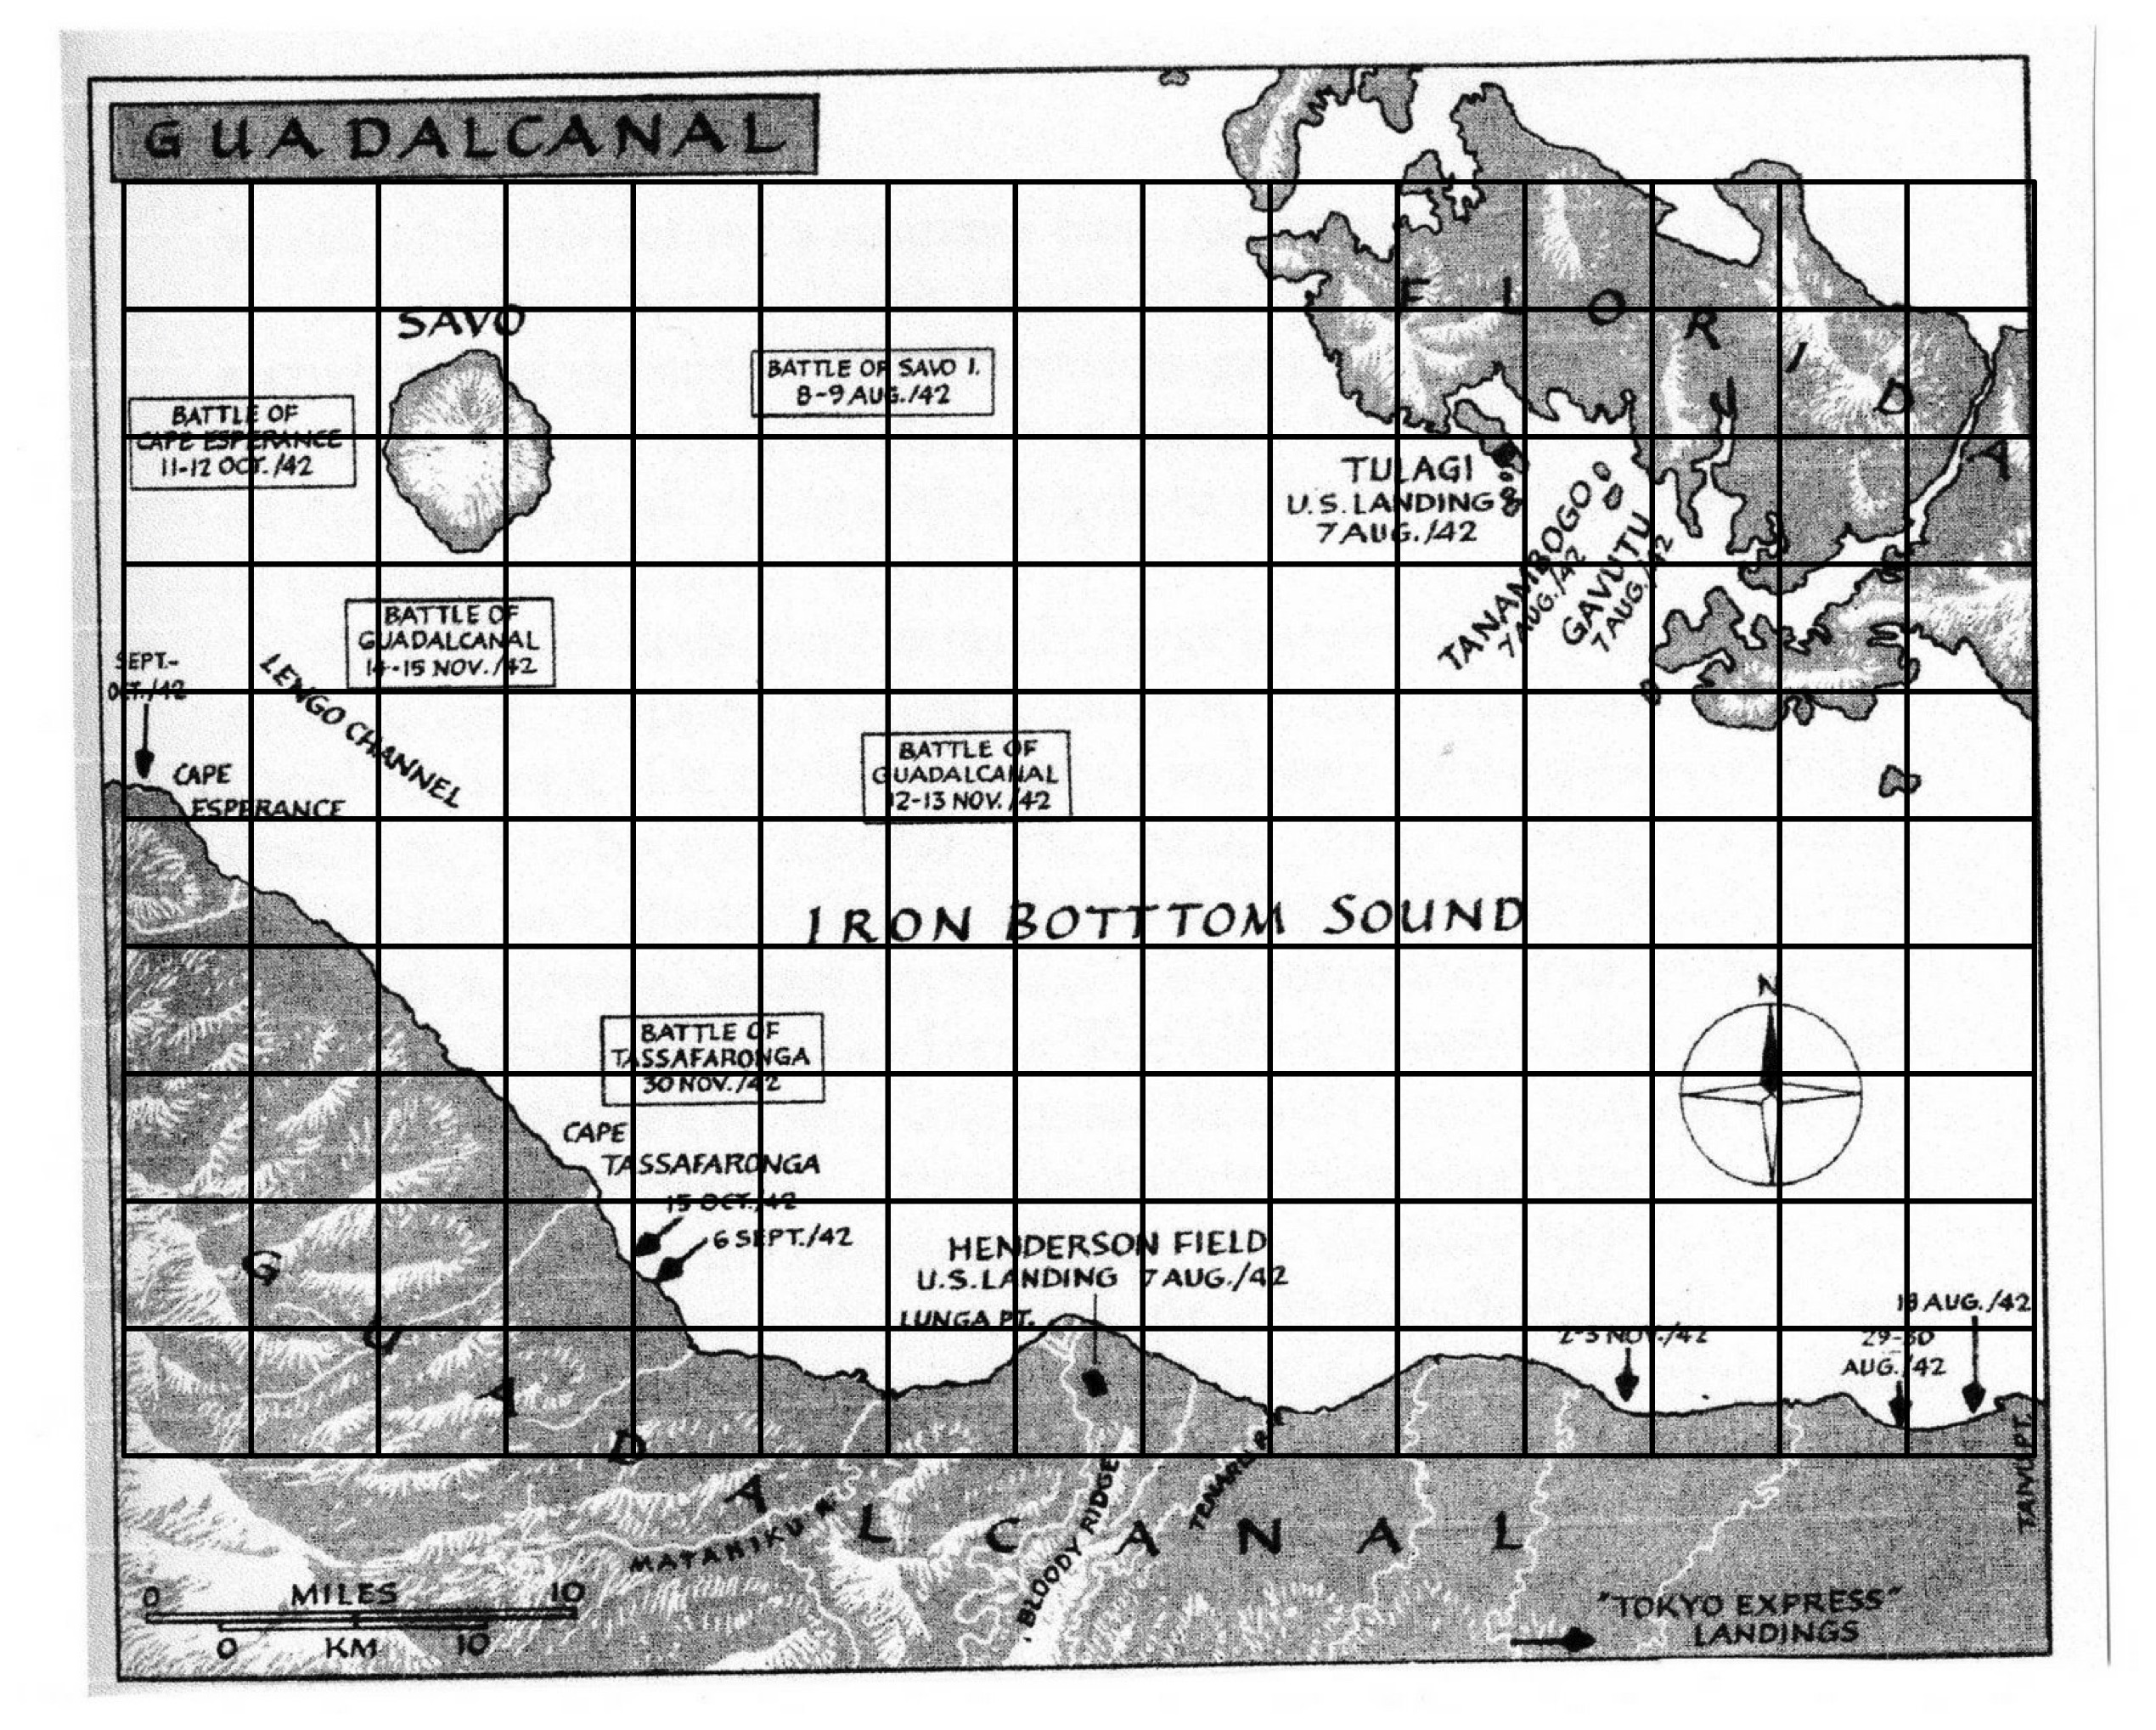 GUADALCANAL
SAVO
BATTLE OF SAVO I.
8-9 AUG./42
BATTLE OF
CAPE ESPERANCE
11-12 OCT./42
FLORIDA
TULAGI
U.S. LANDING
7 AUG./42
TANAMBOGO
7 AUG./42
GAVUTU
7 AUG./42
BATTLE OF
GUADALCANAL
14-15 NOV./42
SEPT.-
OCT./42
LENGO CHANNEL
CAPE
ESPERANCE
BATTLE OF
GUADALCANAL
12-13 NOV./42
IRON BOTTTOM SOUND
N
BATTLE OF
TASSAFARONGA
30 NOV./42
CAPE
TASSAFARONGA
15 OCT./42
6 SEPT./42
HENDERSON FIELD
U.S. LANDING 7 AUG./42
LUNGA PT.
2-3 NOV./42
29-30
AUG./42
18 AUG./42
TAIVU PT.
GUADALCANAL
MATANIKU R.
BLOODY RIDGE
TENARU R.
0 MILES 10
0 KM 10
"TOKYO EXPRESS"
LANDINGS